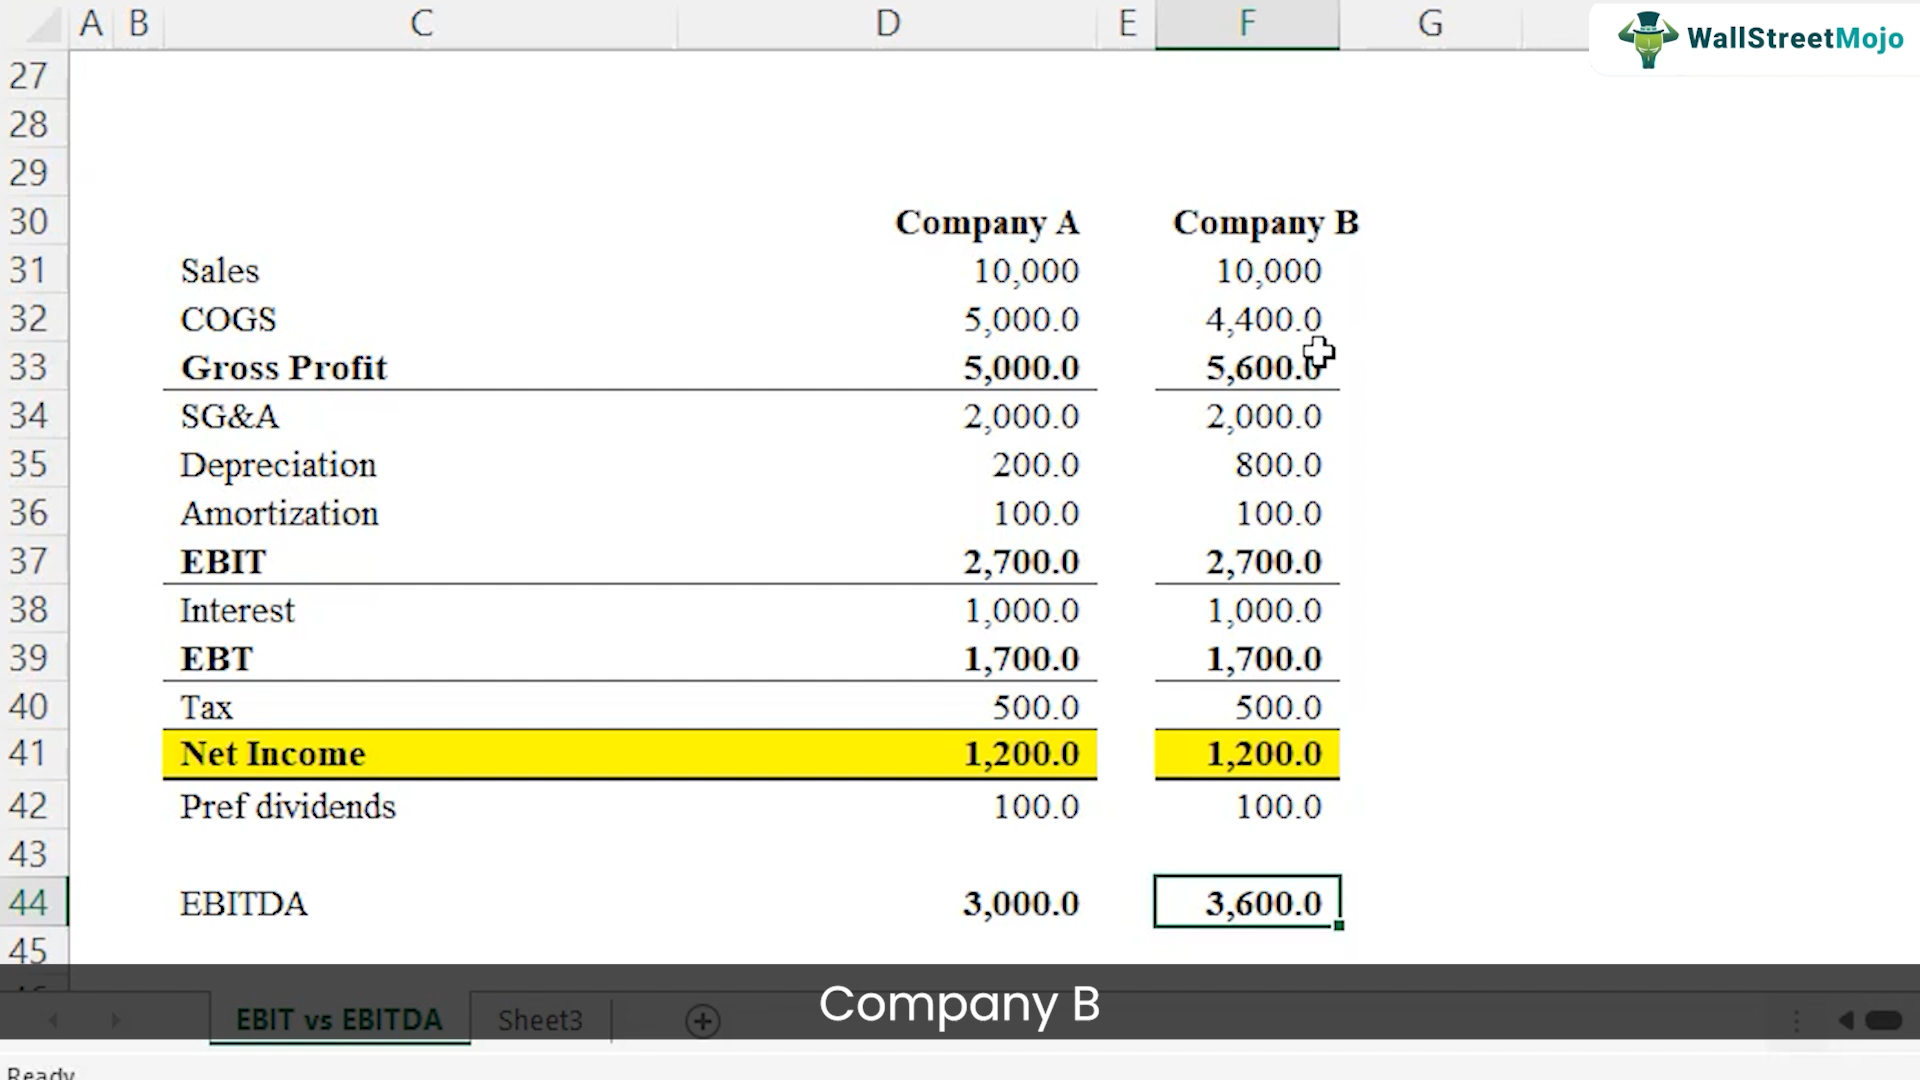 A B C D E F G
WallStreetMojo
27
28
29
30 Company A Company B
31 Sales 10,000 10,000
32 COGS 5,000.0 4,400.0
33 Gross Profit 5,000.0 5,600.0
34 SG&A 2,000.0 2,000.0
35 Depreciation 200.0 800.0
36 Amortization 100.0 100.0
37 EBIT 2,700.0 2,700.0
38 Interest 1,000.0 1,000.0
39 EBT 1,700.0 1,700.0
40 Tax 500.0 500.0
41 Net Income 1,200.0 1,200.0
42 Pref dividends 100.0 100.0
43
44 EBITDA 3,000.0 3,600.0
45
Company B
EBIT vs EBITDA Sheet3
Ready